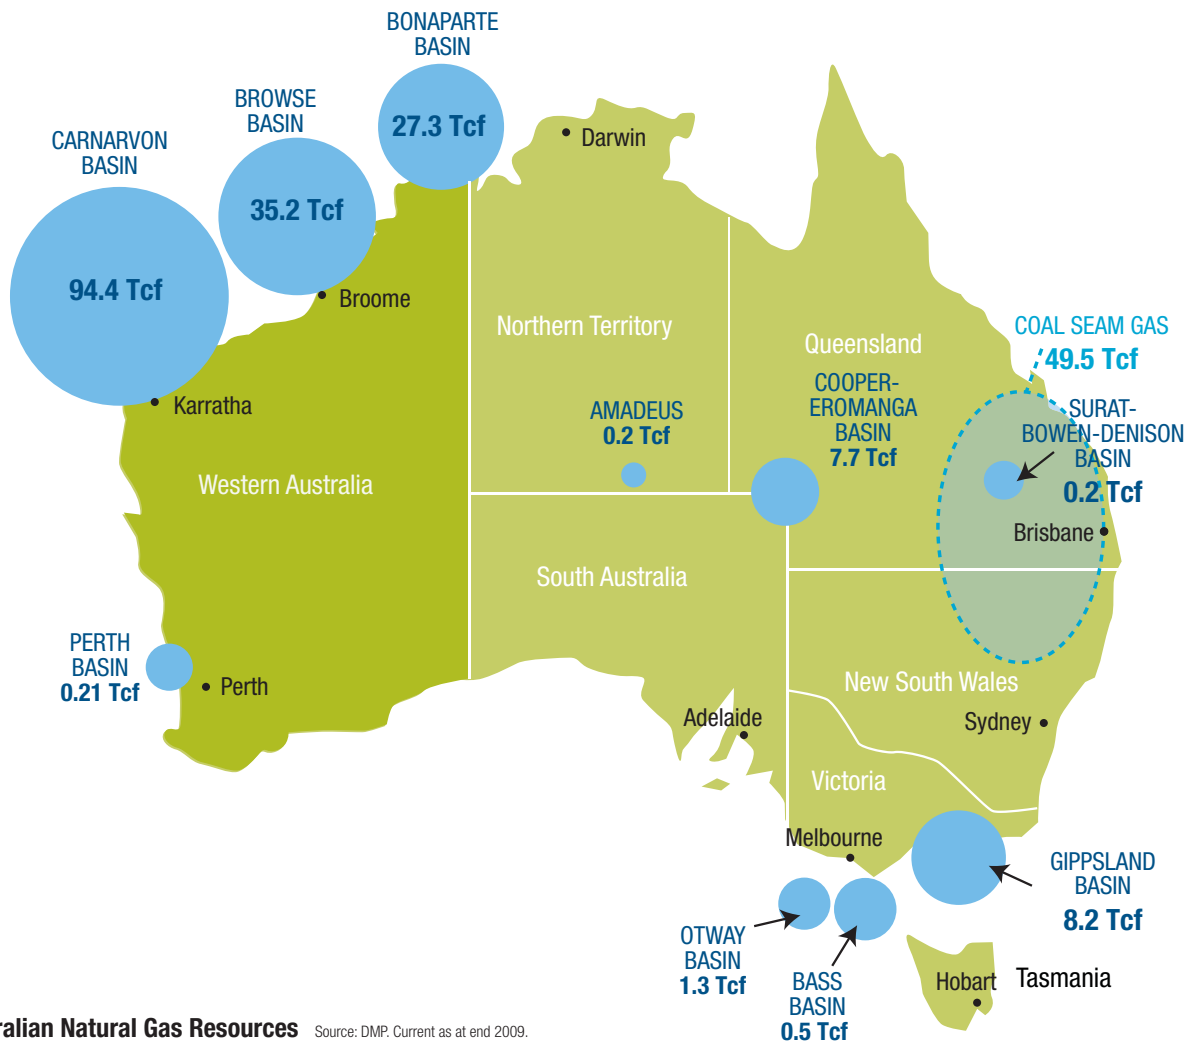 BONAPARTE
BASIN
27.3 Tcf
BROWSE
BASIN
35.2 Tcf
CARNARVON
BASIN
94.4 Tcf
Darwin
Broome
Karratha
Northern Territory
Queensland
COAL SEAM GAS
49.5 Tcf
COOPER-
EROMANGA
BASIN
7.7 Tcf
AMADEUS
0.2 Tcf
SURAT-
BOWEN-DENISON
BASIN
0.2 Tcf
Western Australia
Brisbane
South Australia
PERTH
BASIN
0.21 Tcf
Perth
New South Wales
Adelaide
Sydney
Victoria
Melbourne
GIPPSLAND
BASIN
8.2 Tcf
OTWAY
BASIN
1.3 Tcf
BASS
BASIN
0.5 Tcf
Hobart
Tasmania
ralian Natural Gas Resources Source: DMP. Current as at end 2009.